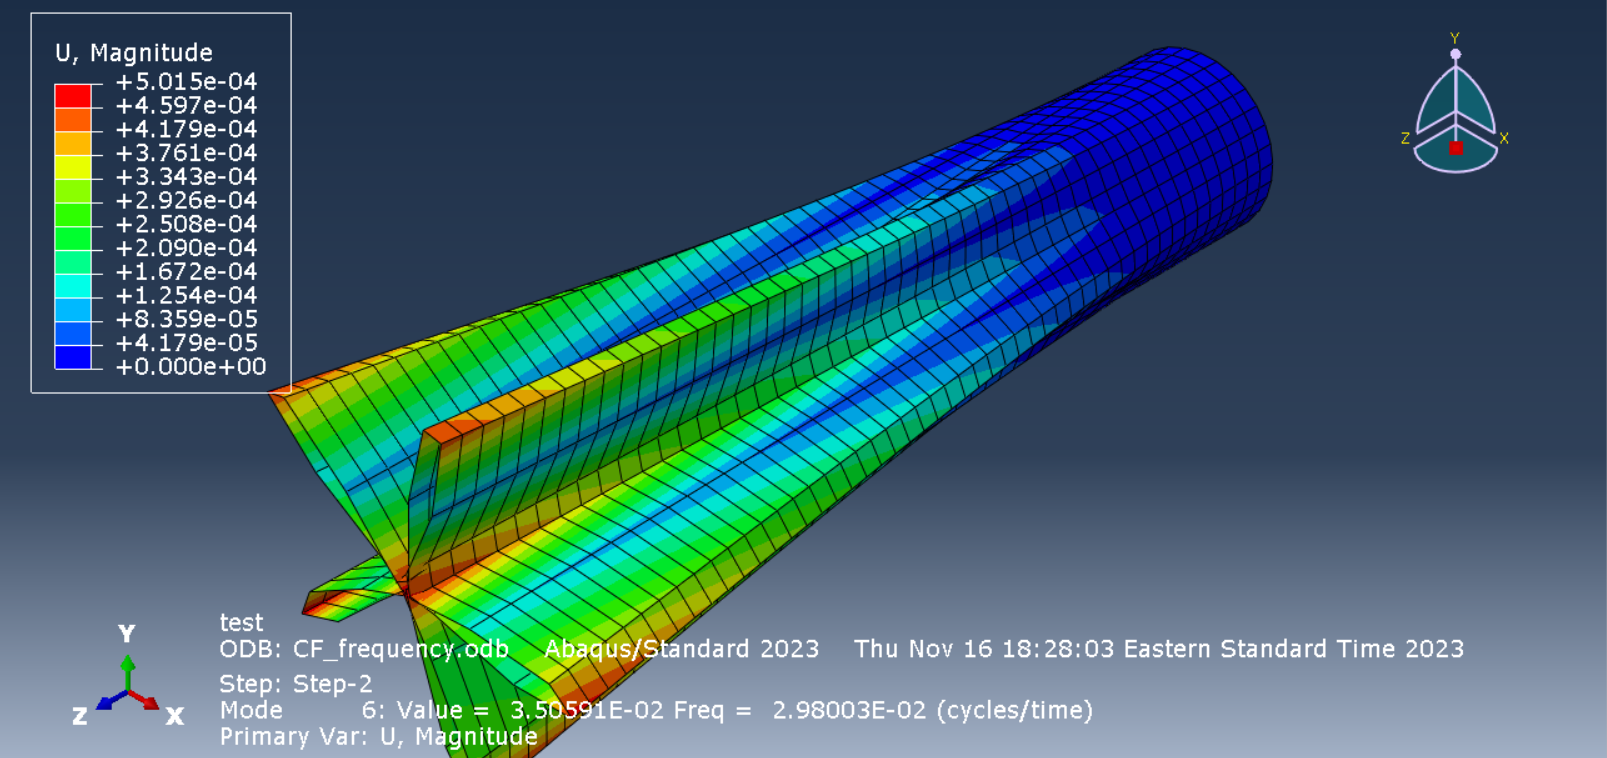 U, Magnitude
+5.015e-04
+4.597e-04
+4.179e-04
+3.761e-04
+3.343e-04
+2.926e-04
+2.508e-04
+2.090e-04
+1.672e-04
+1.254e-04
+8.359e-05
+4.179e-05
+0.000e+00
Y
Z X
Y
Z X
test
ODB: CF_frequency.odb Abaqus/Standard 2023 Thu Nov 16 18:28:03 Eastern Standard Time 2023
Step: Step-2
Mode 6: Value = 3.50591E-02 Freq = 2.98003E-02 (cycles/time)
Primary Var: U, Magnitude